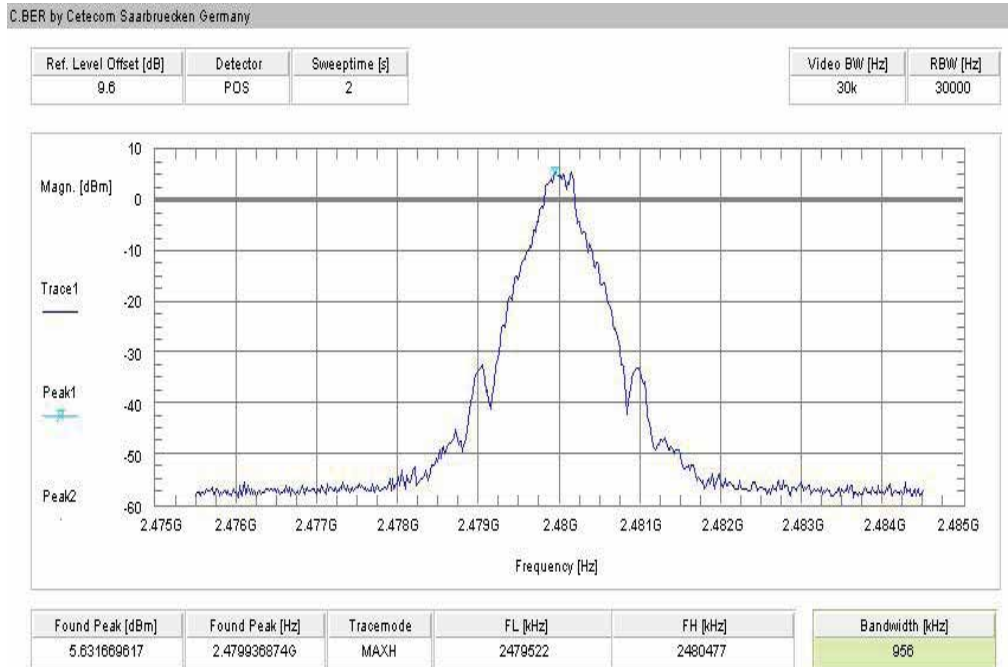 C.BER by Cetecom Saarbruecken Germany
Ref. Level Offset [dB] Detector Sweeptime [s] Video BW [Hz] RBW [Hz]
9.6 POS 2 30k 30000
Magn. [dBm]
10
0
-10
Trace1
-20
-30
Peak1
-40
-50
Peak2
-60
2.475G 2.476G 2.477G 2.478G 2.479G 2.480G 2.481G 2.482G 2.483G 2.484G 2.485G
Frequency [Hz]
Found Peak [dBm] Found Peak [Hz] Tracemode FL [kHz] FH [kHz] Bandwidth [kHz]
5.631669617 2.479936874G MAXH 2479522 2480477 956